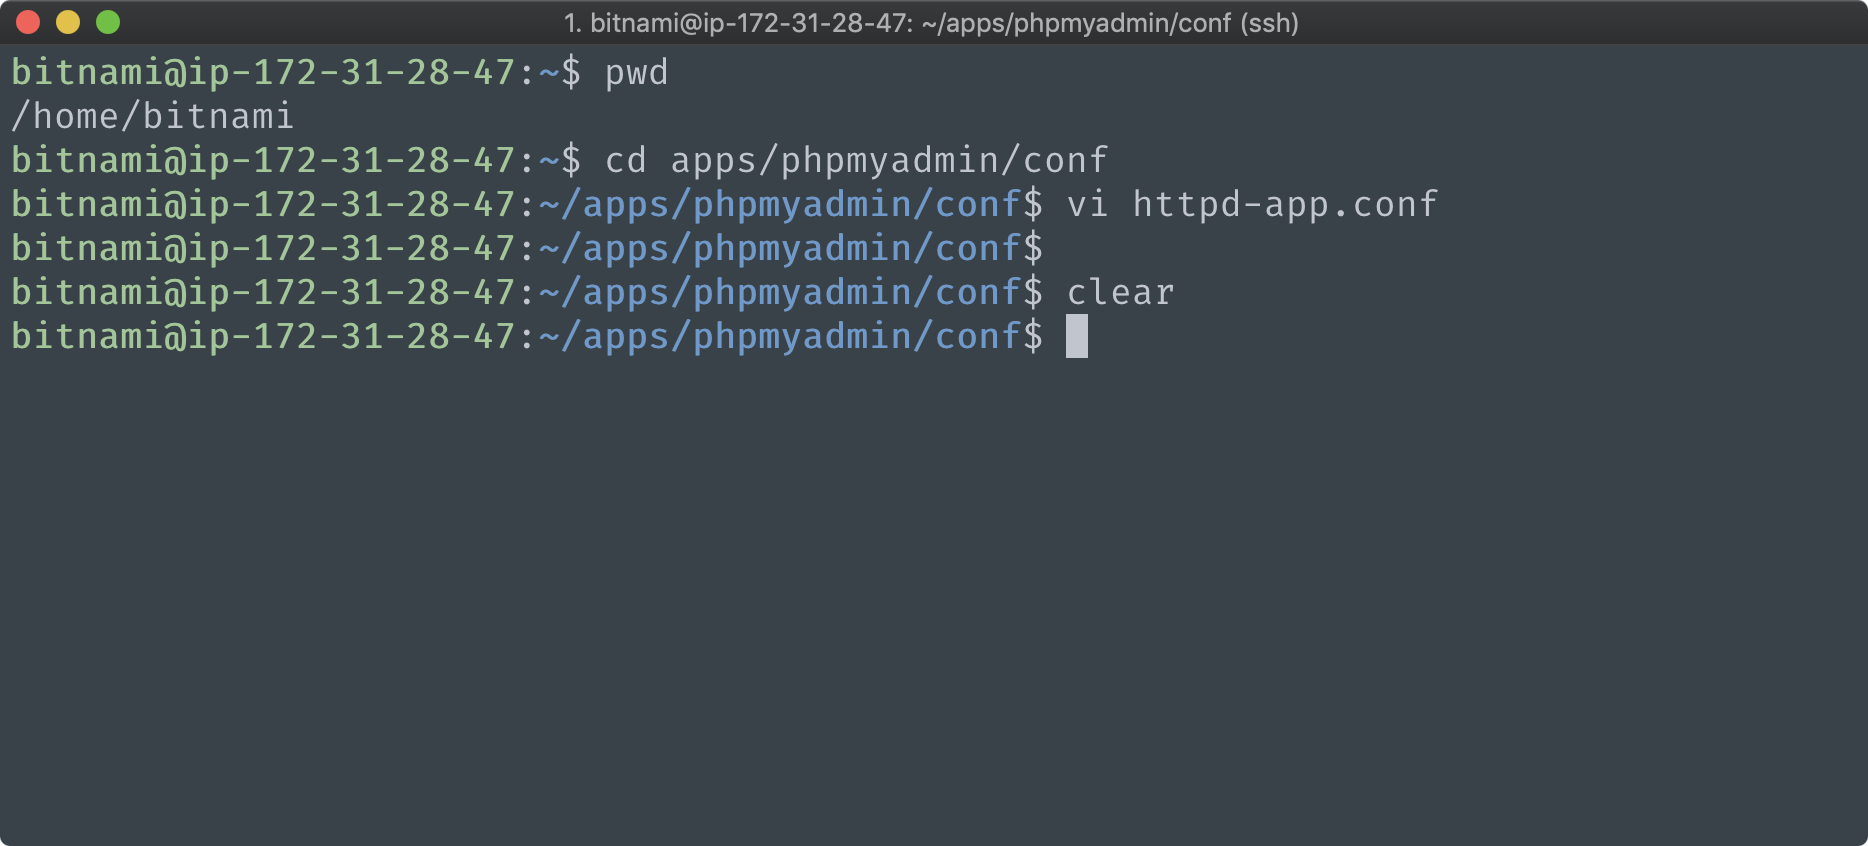 1. bitnami@ip-172-31-28-47: ~/apps/phpmyadmin/conf (ssh)
bitnami@ip-172-31-28-47:~$ pwd
/home/bitnami
bitnami@ip-172-31-28-47:~$ cd apps/phpmyadmin/conf
bitnami@ip-172-31-28-47:~/apps/phpmyadmin/conf$ vi httpd-app.conf
bitnami@ip-172-31-28-47:~/apps/phpmyadmin/conf$
bitnami@ip-172-31-28-47:~/apps/phpmyadmin/conf$ clear
bitnami@ip-172-31-28-47:~/apps/phpmyadmin/conf$